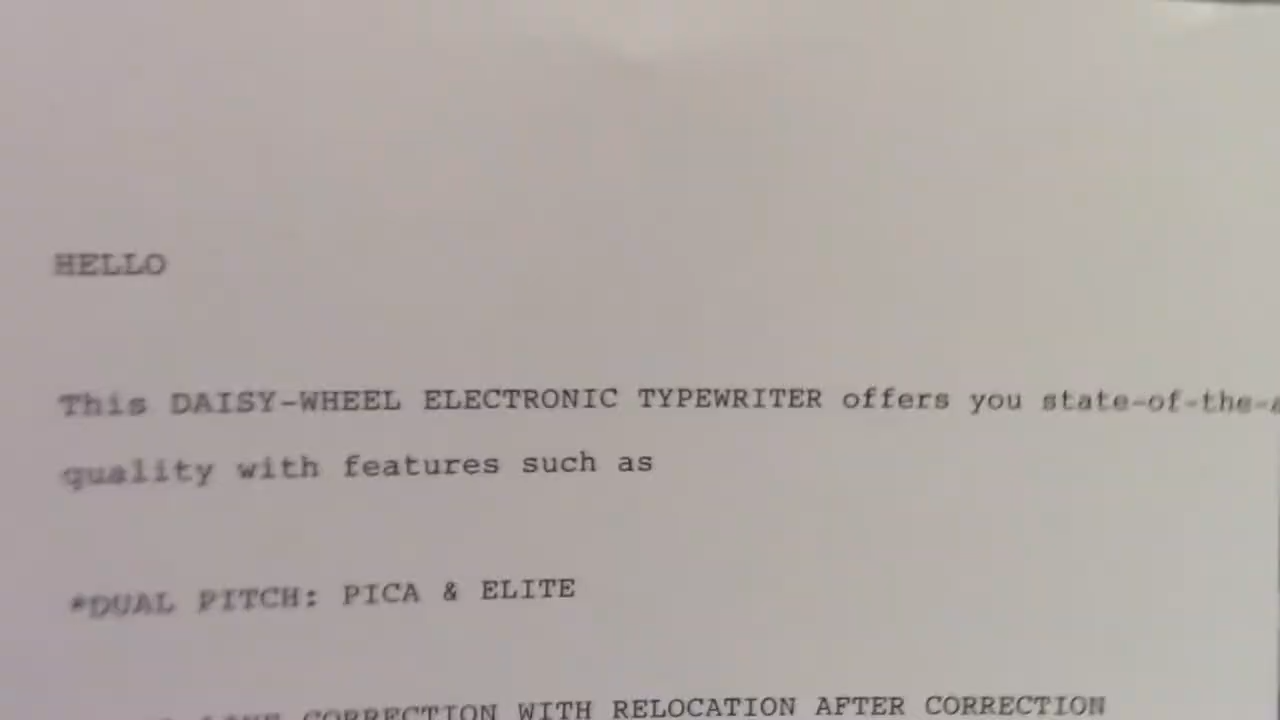 HELLO
This DAISY-WHEEL ELECTRONIC TYPEWRITER offers you state-of-the-
quality with features such as
*DUAL PITCH: PICA & ELITE
CORRECTION WITH RELOCATION AFTER CORRECTION